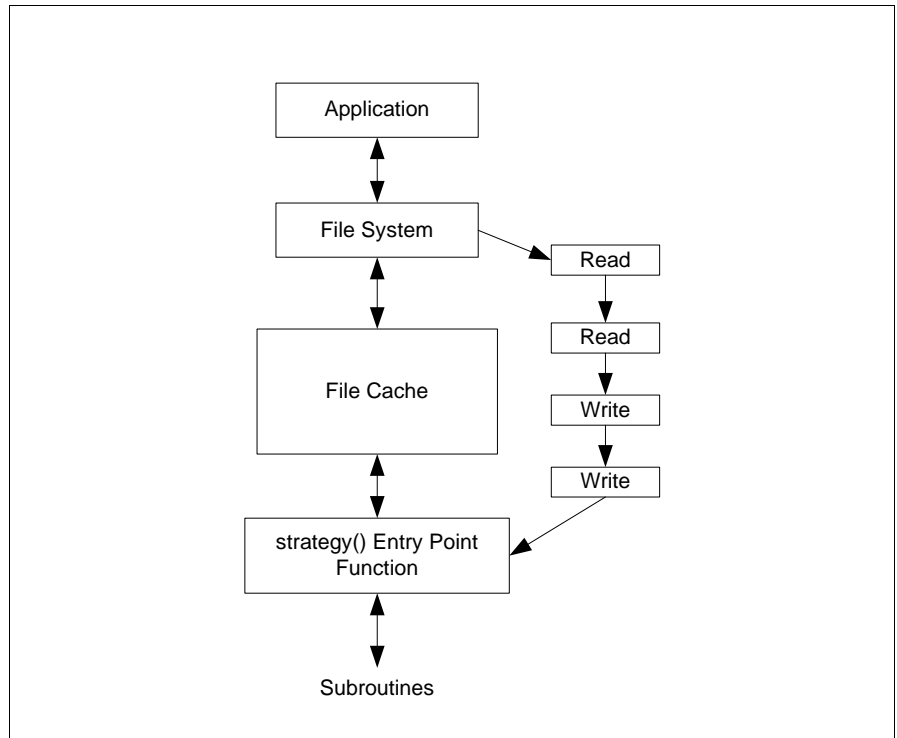 Application
File System
Read
Read
File Cache
Write
Write
strategy() Entry Point
Function
Subroutines